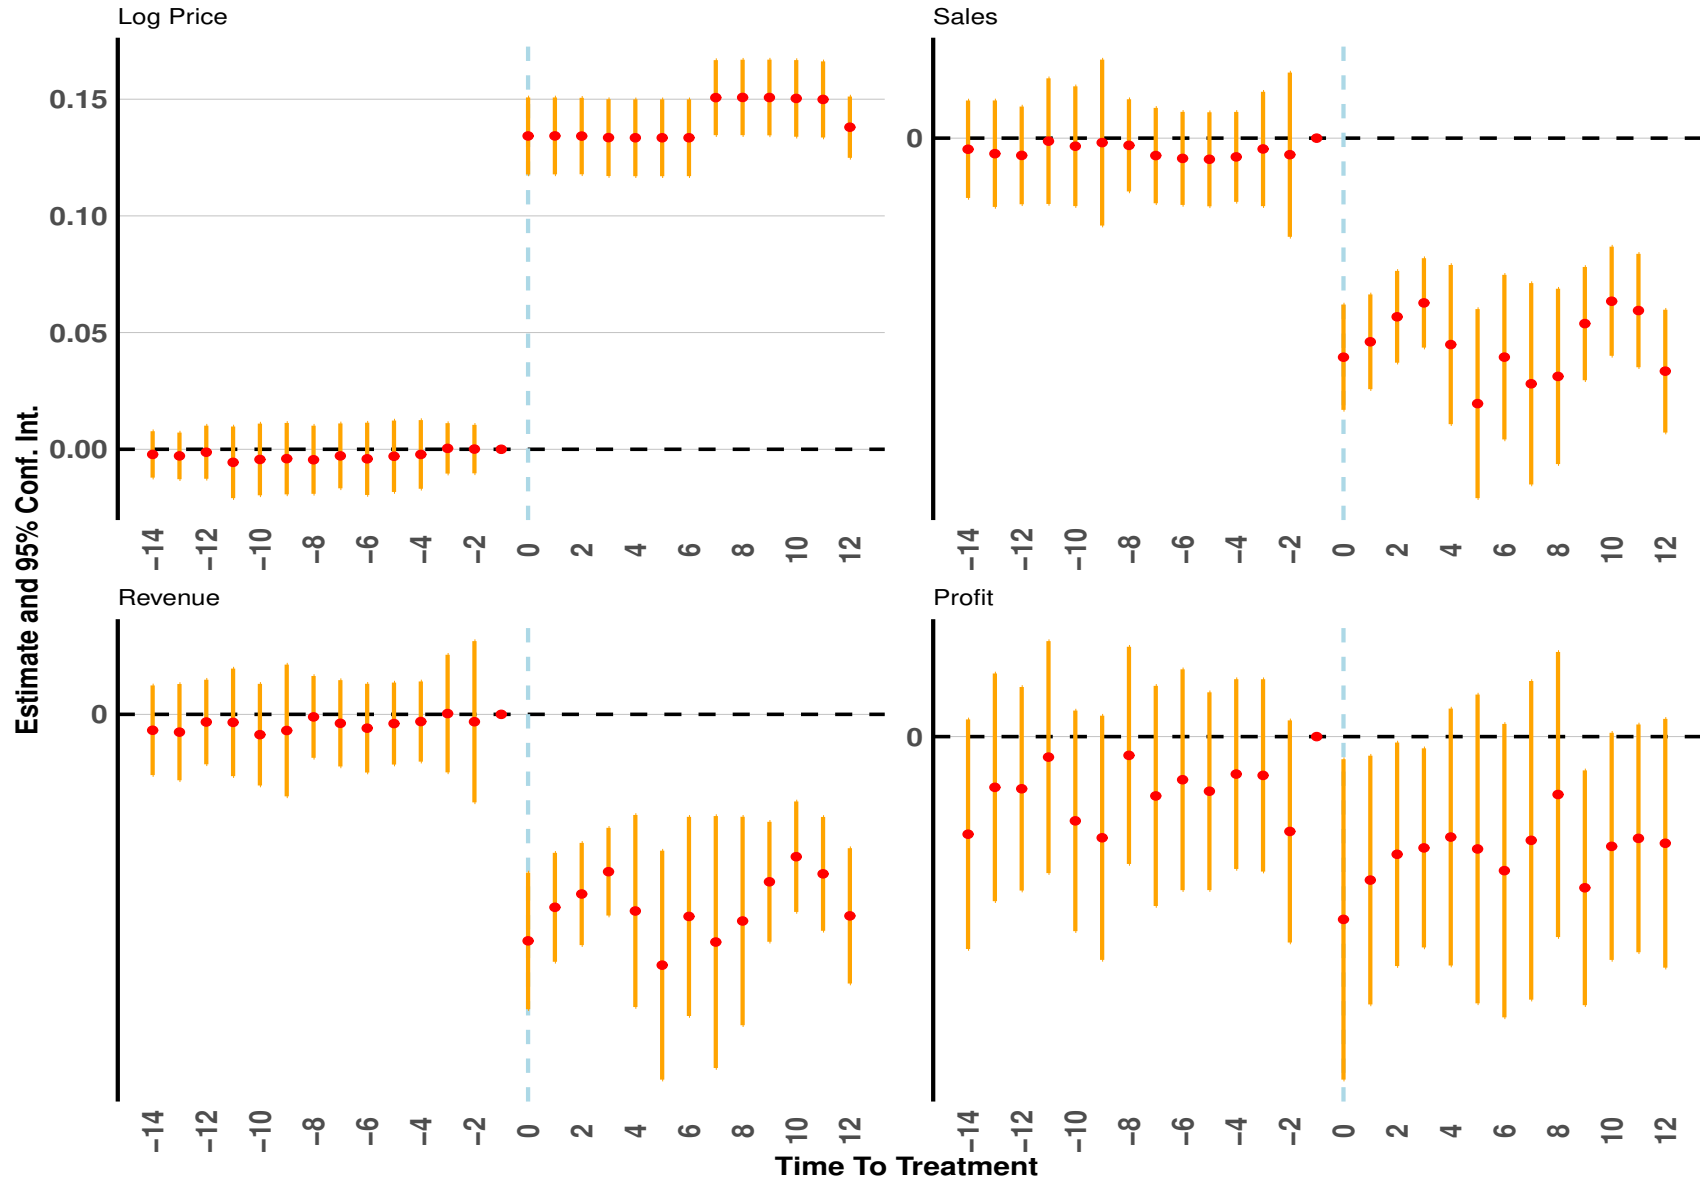 Log Price
Sales
0.15
0.10
0.05
0.00
0
−14 −12 −10 −8 −6 −4 −2 0 2 4 6 8 10 12
−14 −12 −10 −8 −6 −4 −2 0 2 4 6 8 10 12
Estimate and 95% Conf. Int.
Revenue
Profit
0
0
−14 −12 −10 −8 −6 −4 −2 0 2 4 6 8 10 12
−14 −12 −10 −8 −6 −4 −2 0 2 4 6 8 10 12
Time To Treatment